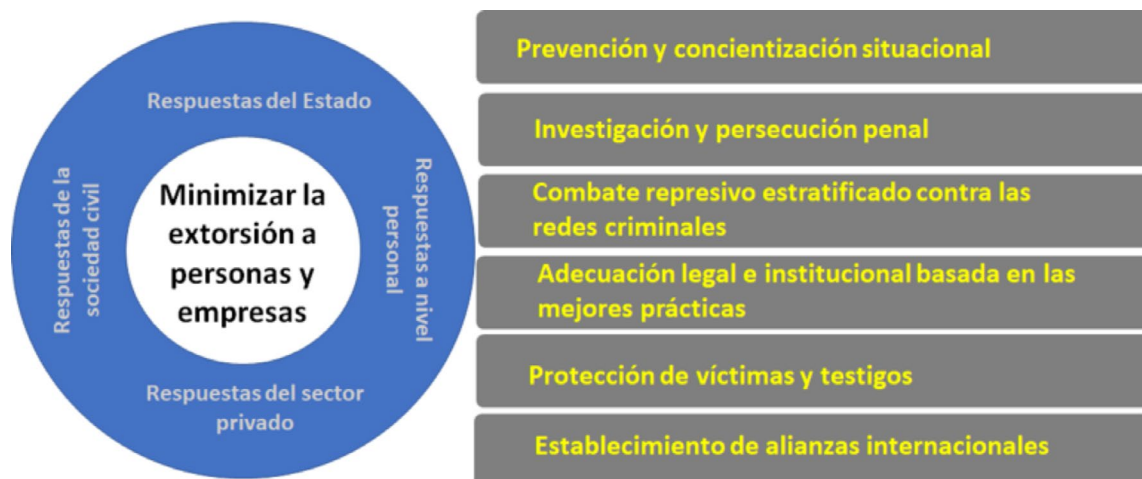 Respuestas del Estado
Respuestas de la
sociedad civil
Minimizar la
extorsión a
personas y
empresas
Respuestas a nivel
personal
Respuestas del sector
privado
Prevención y concientización situacional
Investigación y persecución penal
Combate represivo estratificado contra las
redes criminales
Adecuación legal e institucional basada en las
mejores prácticas
Protección de víctimas y testigos
Establecimiento de alianzas internacionales